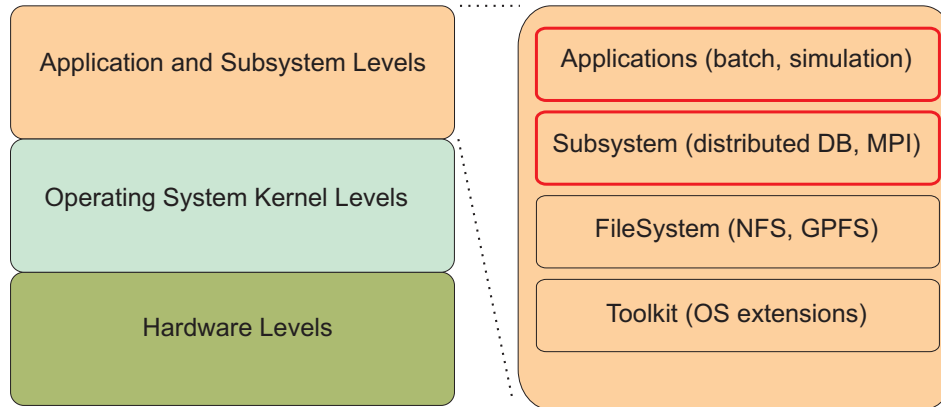 Application and Subsystem Levels
Operating System Kernel Levels
Hardware Levels
Applications (batch, simulation)
Subsystem (distributed DB, MPI)
FileSystem (NFS, GPFS)
Toolkit (OS extensions)